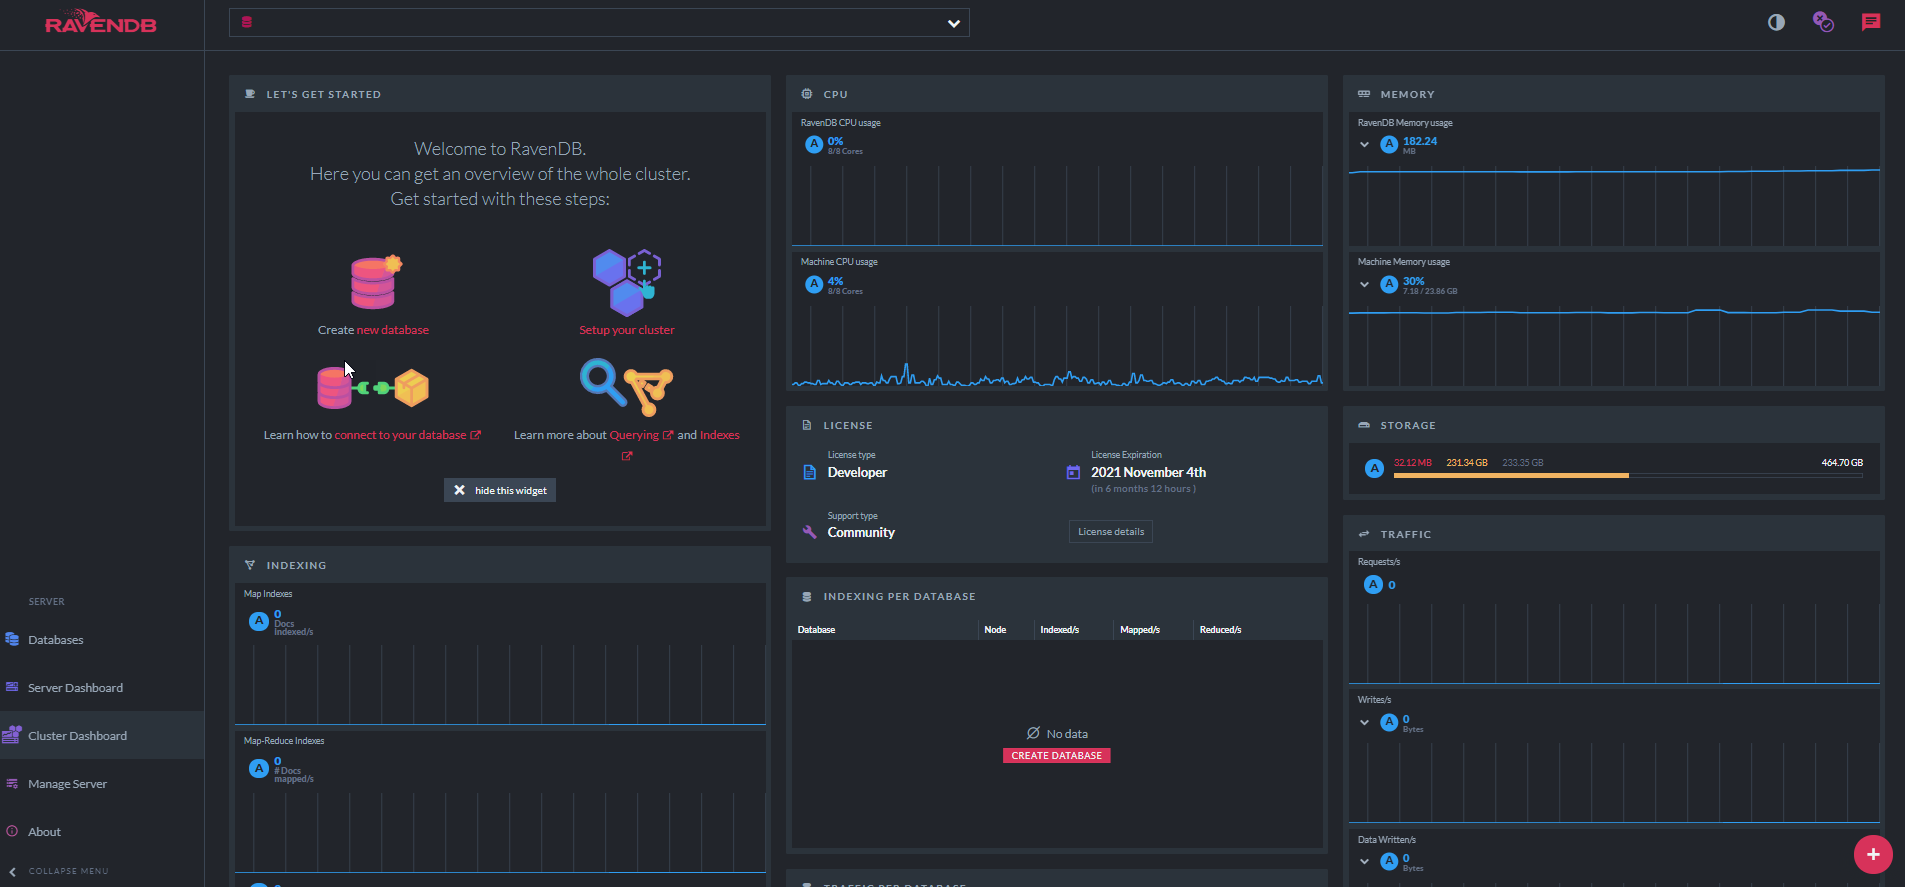 RAVENDB
LET'S GET STARTED
Welcome to RavenDB.
Here you can get an overview of the whole cluster.
Get started with these steps:
Create new database
Setup your cluster
Learn how to connect to your database
Learn more about Querying and Indexes
hide this widget
INDEXING
Map Indexes
A 0
Docs
Indexed/s
Map-Reduce Indexes
A 0
# Docs
mapped/s
CPU
RavenDB CPU usage
A 0%
8/8 Cores
Machine CPU usage
A 4%
8/8 Cores
LICENSE
License type
Developer
License Expiration
2021 November 4th
(in 6 months 12 hours )
Support type
Community
License details
INDEXING PER DATABASE
Database Node Indexed/s Mapped/s Reduced/s
No data
CREATE DATABASE
TRAFFIC PER DATABASE
MEMORY
RavenDB Memory usage
A 182.24
MB
Machine Memory usage
A 30%
7.18 / 23.86 GB
STORAGE
A 32.12 MB 231.34 GB 233.35 GB 464.70 GB
TRAFFIC
Requests/s
A 0
Writes/s
A 0
Bytes
Data Written/s
A 0
Bytes
SERVER
Databases
Server Dashboard
Cluster Dashboard
Manage Server
About
COLLAPSE MENU